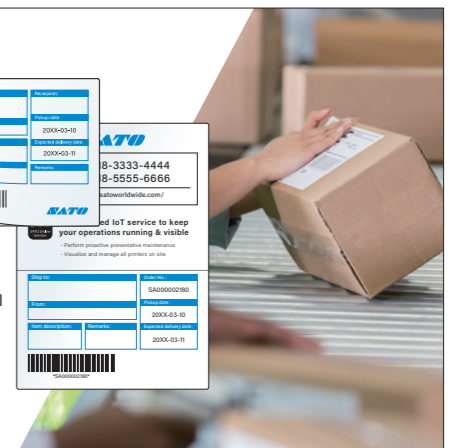 Receipient:
Pickup date:
20XX-03-10
Expected delivery date:
20XX-03-11
Remarks:
SATO
SATO
8-3333-4444
8-5555-6666
satoworldwide.com/
ed IoT service to keep
your operations running & visible
- Perform proactive preventative maintenance
- Visualize and manage all printers on site
Ship to:
Order No.:
SA000002180
From:
Pickup date:
20XX-03-10
Item description:
Remarks:
Expected delivery date:
20XX-03-11
*SA000002180*